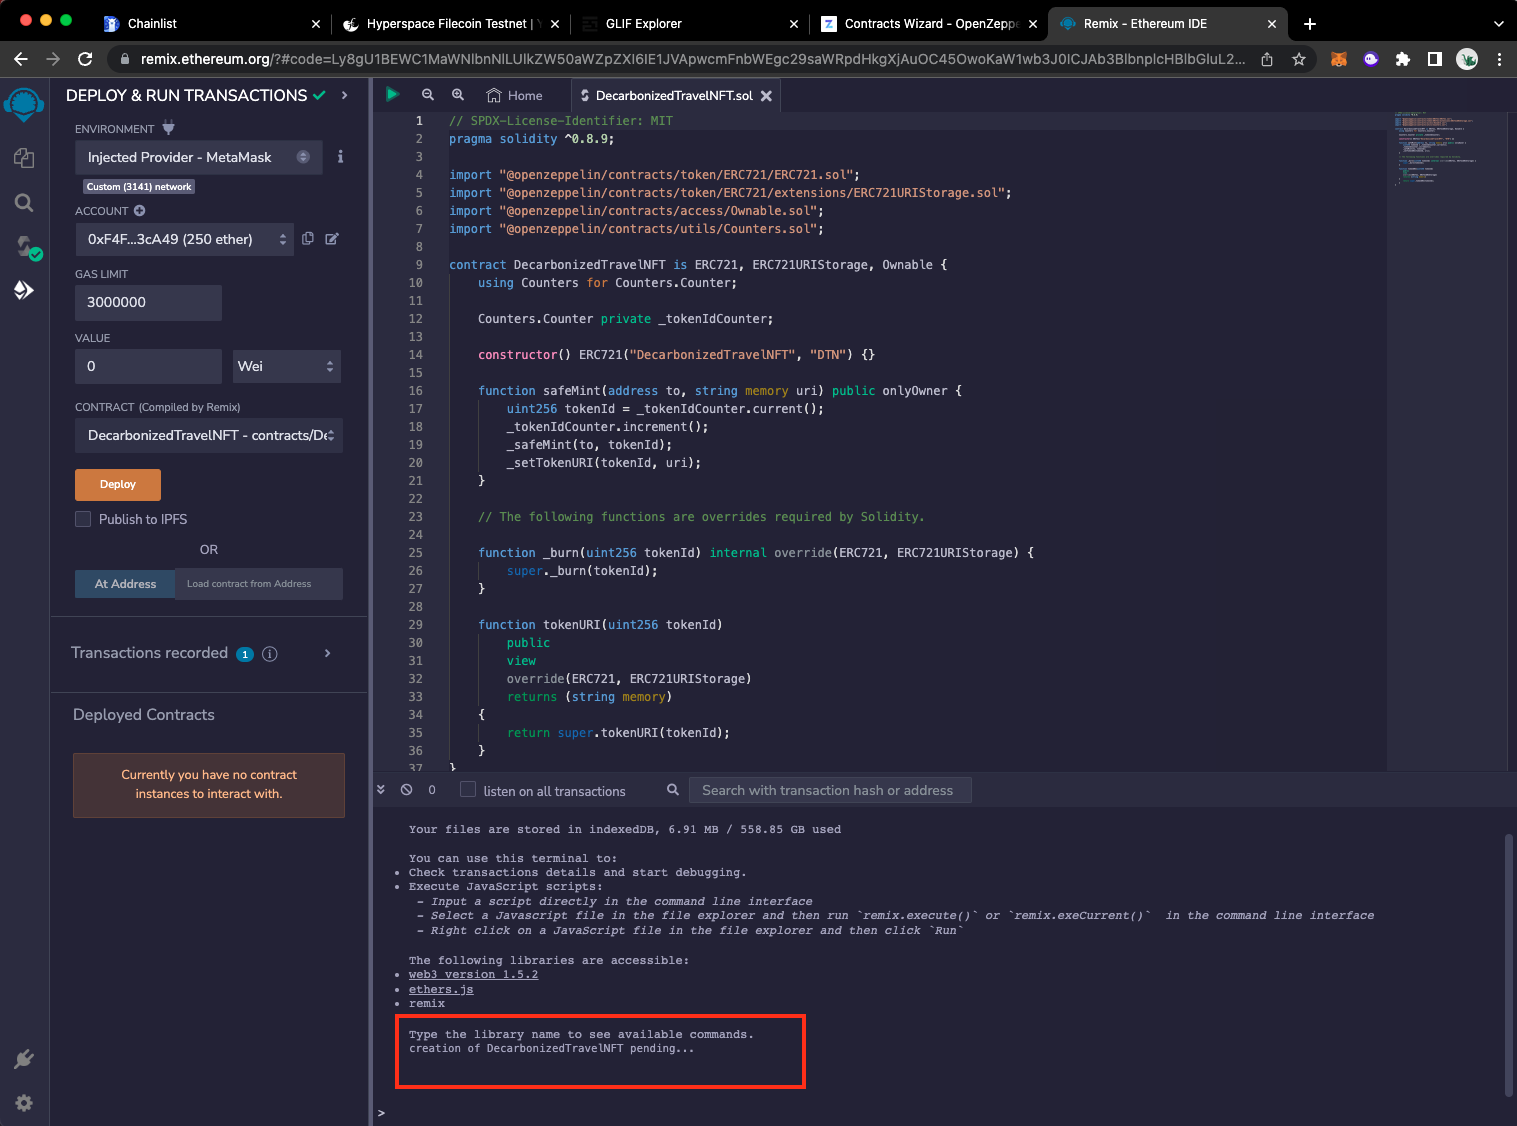 Chainlist
Hyperspace Filecoin Testnet |
GLIF Explorer
Contracts Wizard - OpenZeppe
Remix - Ethereum IDE
remix.ethereum.org/?#code=Ly8gU1BEWC1MaWNlbnNlLUlkZW50aWZpZXI6IE1JVApwcmFnbWEgc29saWRpdHkgXjAuOC45OwoKaW1wb3J0ICJAb3BlbnplcHBlbGluL2...
DEPLOY & RUN TRANSACTIONS
ENVIRONMENT
Injected Provider - MetaMask
Custom (3141) network
ACCOUNT
0xF4F...3cA49 (250 ether)
GAS LIMIT
3000000
VALUE
0
Wei
CONTRACT (Compiled by Remix)
DecarbonizedTravelNFT - contracts/De
Deploy
Publish to IPFS
OR
At Address
Load contract from Address
Transactions recorded 1
Deployed Contracts
Currently you have no contract
instances to interact with.
Home
DecarbonizedTravelNFT.sol
1 // SPDX-License-Identifier: MIT
2 pragma solidity ^0.8.9;
3
4 import "@openzeppelin/contracts/token/ERC721/ERC721.sol";
5 import "@openzeppelin/contracts/token/ERC721/extensions/ERC721URIStorage.sol";
6 import "@openzeppelin/contracts/access/Ownable.sol";
7 import "@openzeppelin/contracts/utils/Counters.sol";
8
9 contract DecarbonizedTravelNFT is ERC721, ERC721URIStorage, Ownable {
10 using Counters for Counters.Counter;
11
12 Counters.Counter private _tokenIdCounter;
13
14 constructor() ERC721("DecarbonizedTravelNFT", "DTN") {}
15
16 function safeMint(address to, string memory uri) public onlyOwner {
17 uint256 tokenId = _tokenIdCounter.current();
18 _tokenIdCounter.increment();
19 _safeMint(to, tokenId);
20 _setTokenURI(tokenId, uri);
21 }
22
23 // The following functions are overrides required by Solidity.
24
25 function _burn(uint256 tokenId) internal override(ERC721, ERC721URIStorage) {
26 super._burn(tokenId);
27 }
28
29 function tokenURI(uint256 tokenId)
30 public
31 view
32 override(ERC721, ERC721URIStorage)
33 returns (string memory)
34 {
35 return super.tokenURI(tokenId);
36 }
37 }
0
listen on all transactions
Search with transaction hash or address
Your files are stored in indexedDB, 6.91 MB / 558.85 GB used
You can use this terminal to:
• Check transactions details and start debugging.
• Execute JavaScript scripts:
- Input a script directly in the command line interface
- Select a Javascript file in the file explorer and then run `remix.execute()` or `remix.exeCurrent()` in the command line interface
- Right click on a JavaScript file in the file explorer and then click `Run`
The following libraries are accessible:
• web3 version 1.5.2
• ethers.js
• remix
Type the library name to see available commands.
creation of DecarbonizedTravelNFT pending...
>